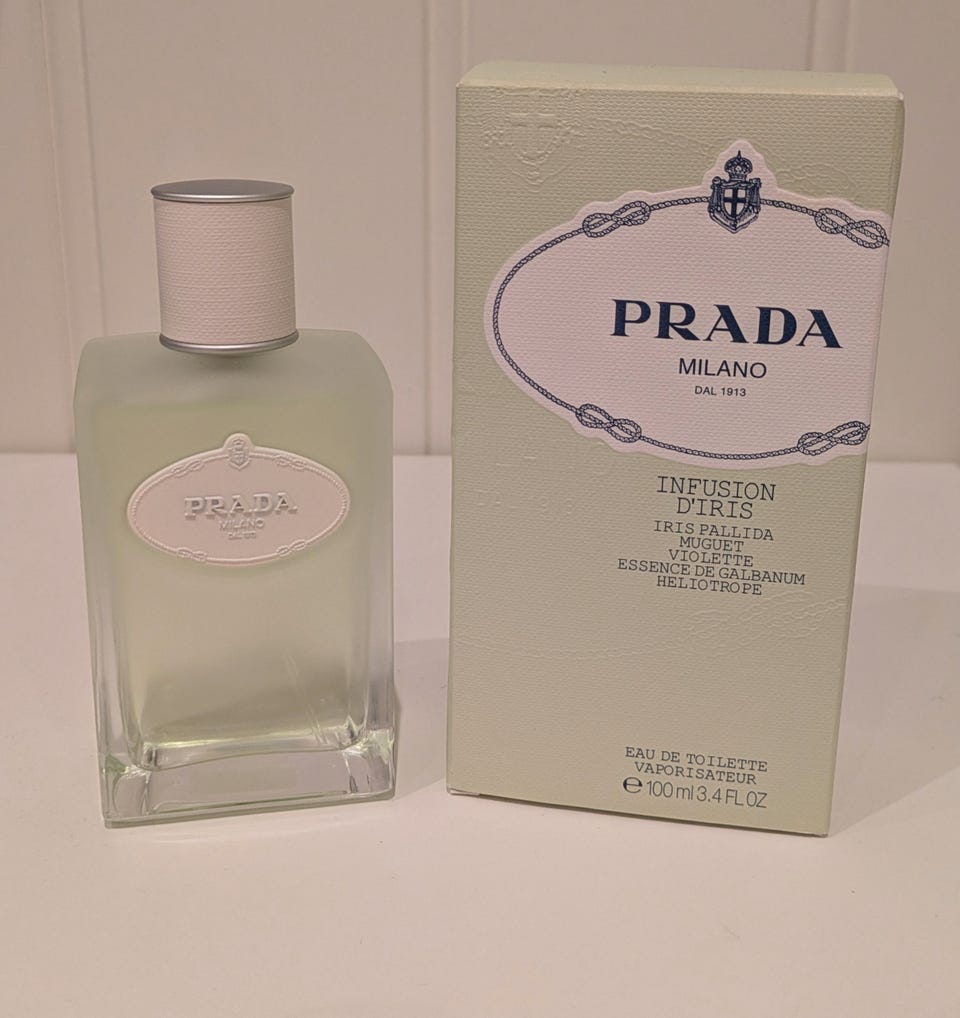 PRADA
MILANO
DAL 1913
PRADA
MILANO
DAL 1913
INFUSION
D'IRIS
IRIS PALLIDA
MUGUET
VIOLETTE
ESSENCE DE GALBANUM
HELIOTROPE
EAU DE TOILETTE
VAPORISATEUR
℮ 100 ml 3.4 FL OZ